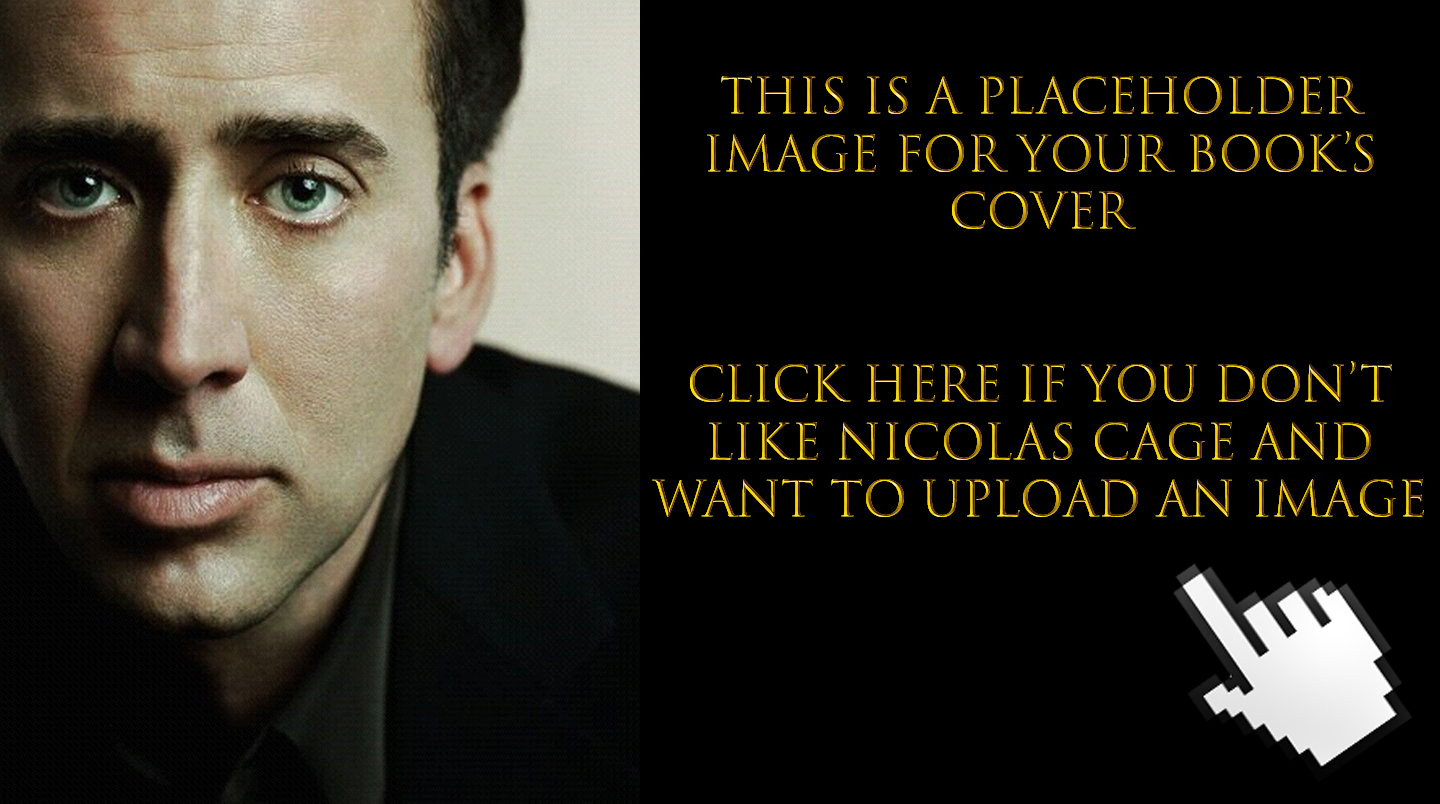 THIS IS A PLACEHOLDER
IMAGE FOR YOUR BOOK'S
COVER
CLICK HERE IF YOU DON'T
LIKE NICOLAS CAGE AND
WANT TO UPLOAD AN IMAGE